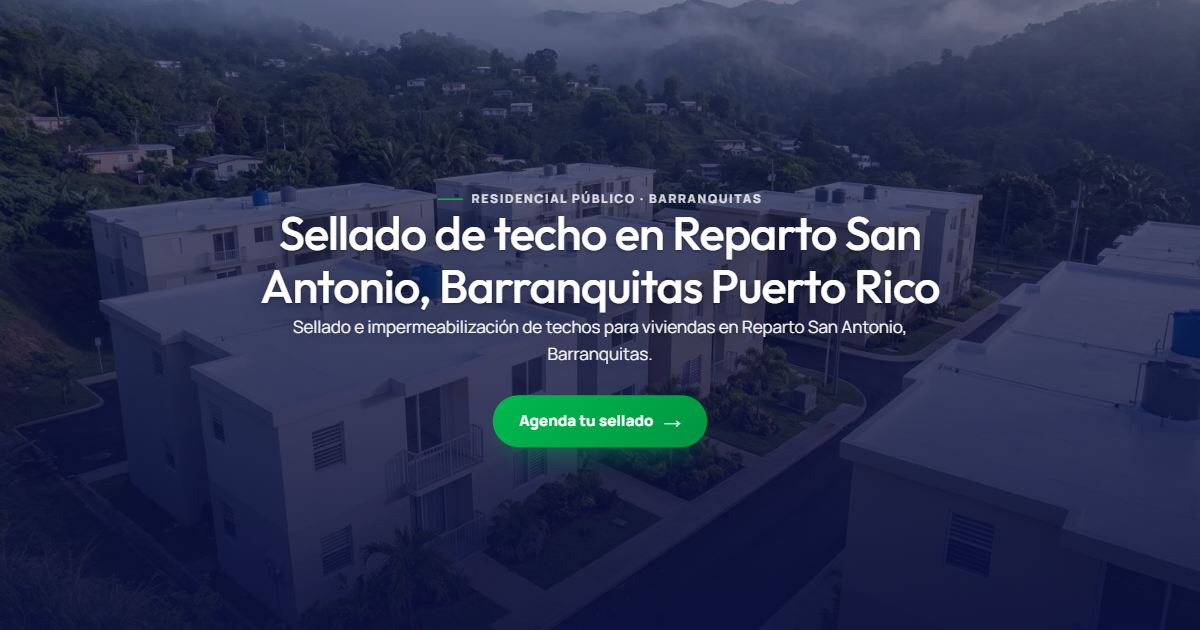 RESIDENCIAL PÚBLICO · BARRANQUITAS
Sellado de techo en Reparto San
Antonio, Barranquitas Puerto Rico
Sellado e impermeabilización de techos para viviendas en Reparto San Antonio,
Barranquitas.
Agenda tu sellado →